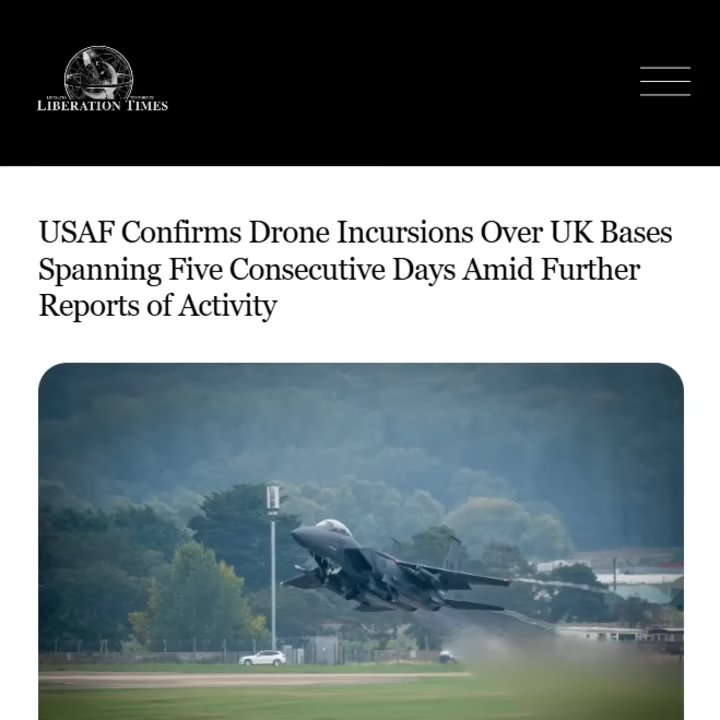 LIBERATION TIMES
USAF Confirms Drone Incursions Over UK Bases
Spanning Five Consecutive Days Amid Further
Reports of Activity